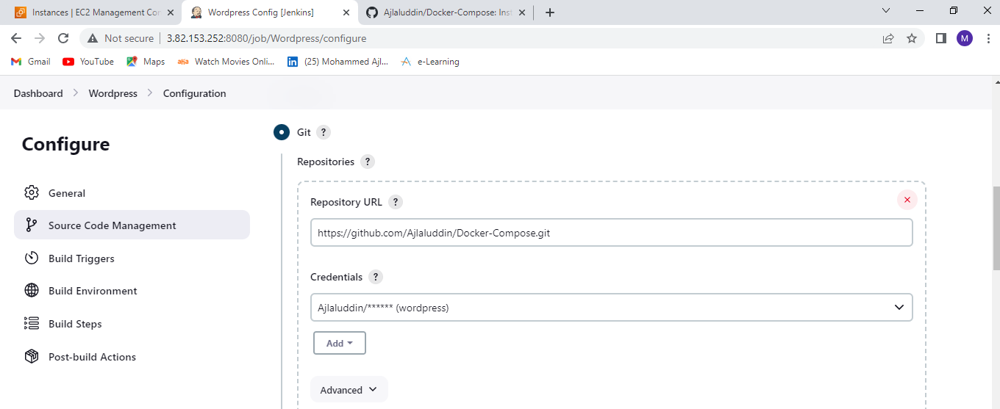 Instances | EC2 Management Con
Wordpress Config [Jenkins]
Ajlaluddin/Docker-Compose: Inst
Not secure
3.82.153.252:8080/job/Wordpress/configure
M
Gmail
YouTube
Maps
Watch Movies Onli...
(25) Mohammed Ajl...
e-Learning
Dashboard
Wordpress
Configuration
Configure
General
Source Code Management
Build Triggers
Build Environment
Build Steps
Post-build Actions
Git ?
Repositories ?
Repository URL ?
https://github.com/Ajlaluddin/Docker-Compose.git
Credentials ?
Ajlaluddin/****** (wordpress)
Add
Advanced